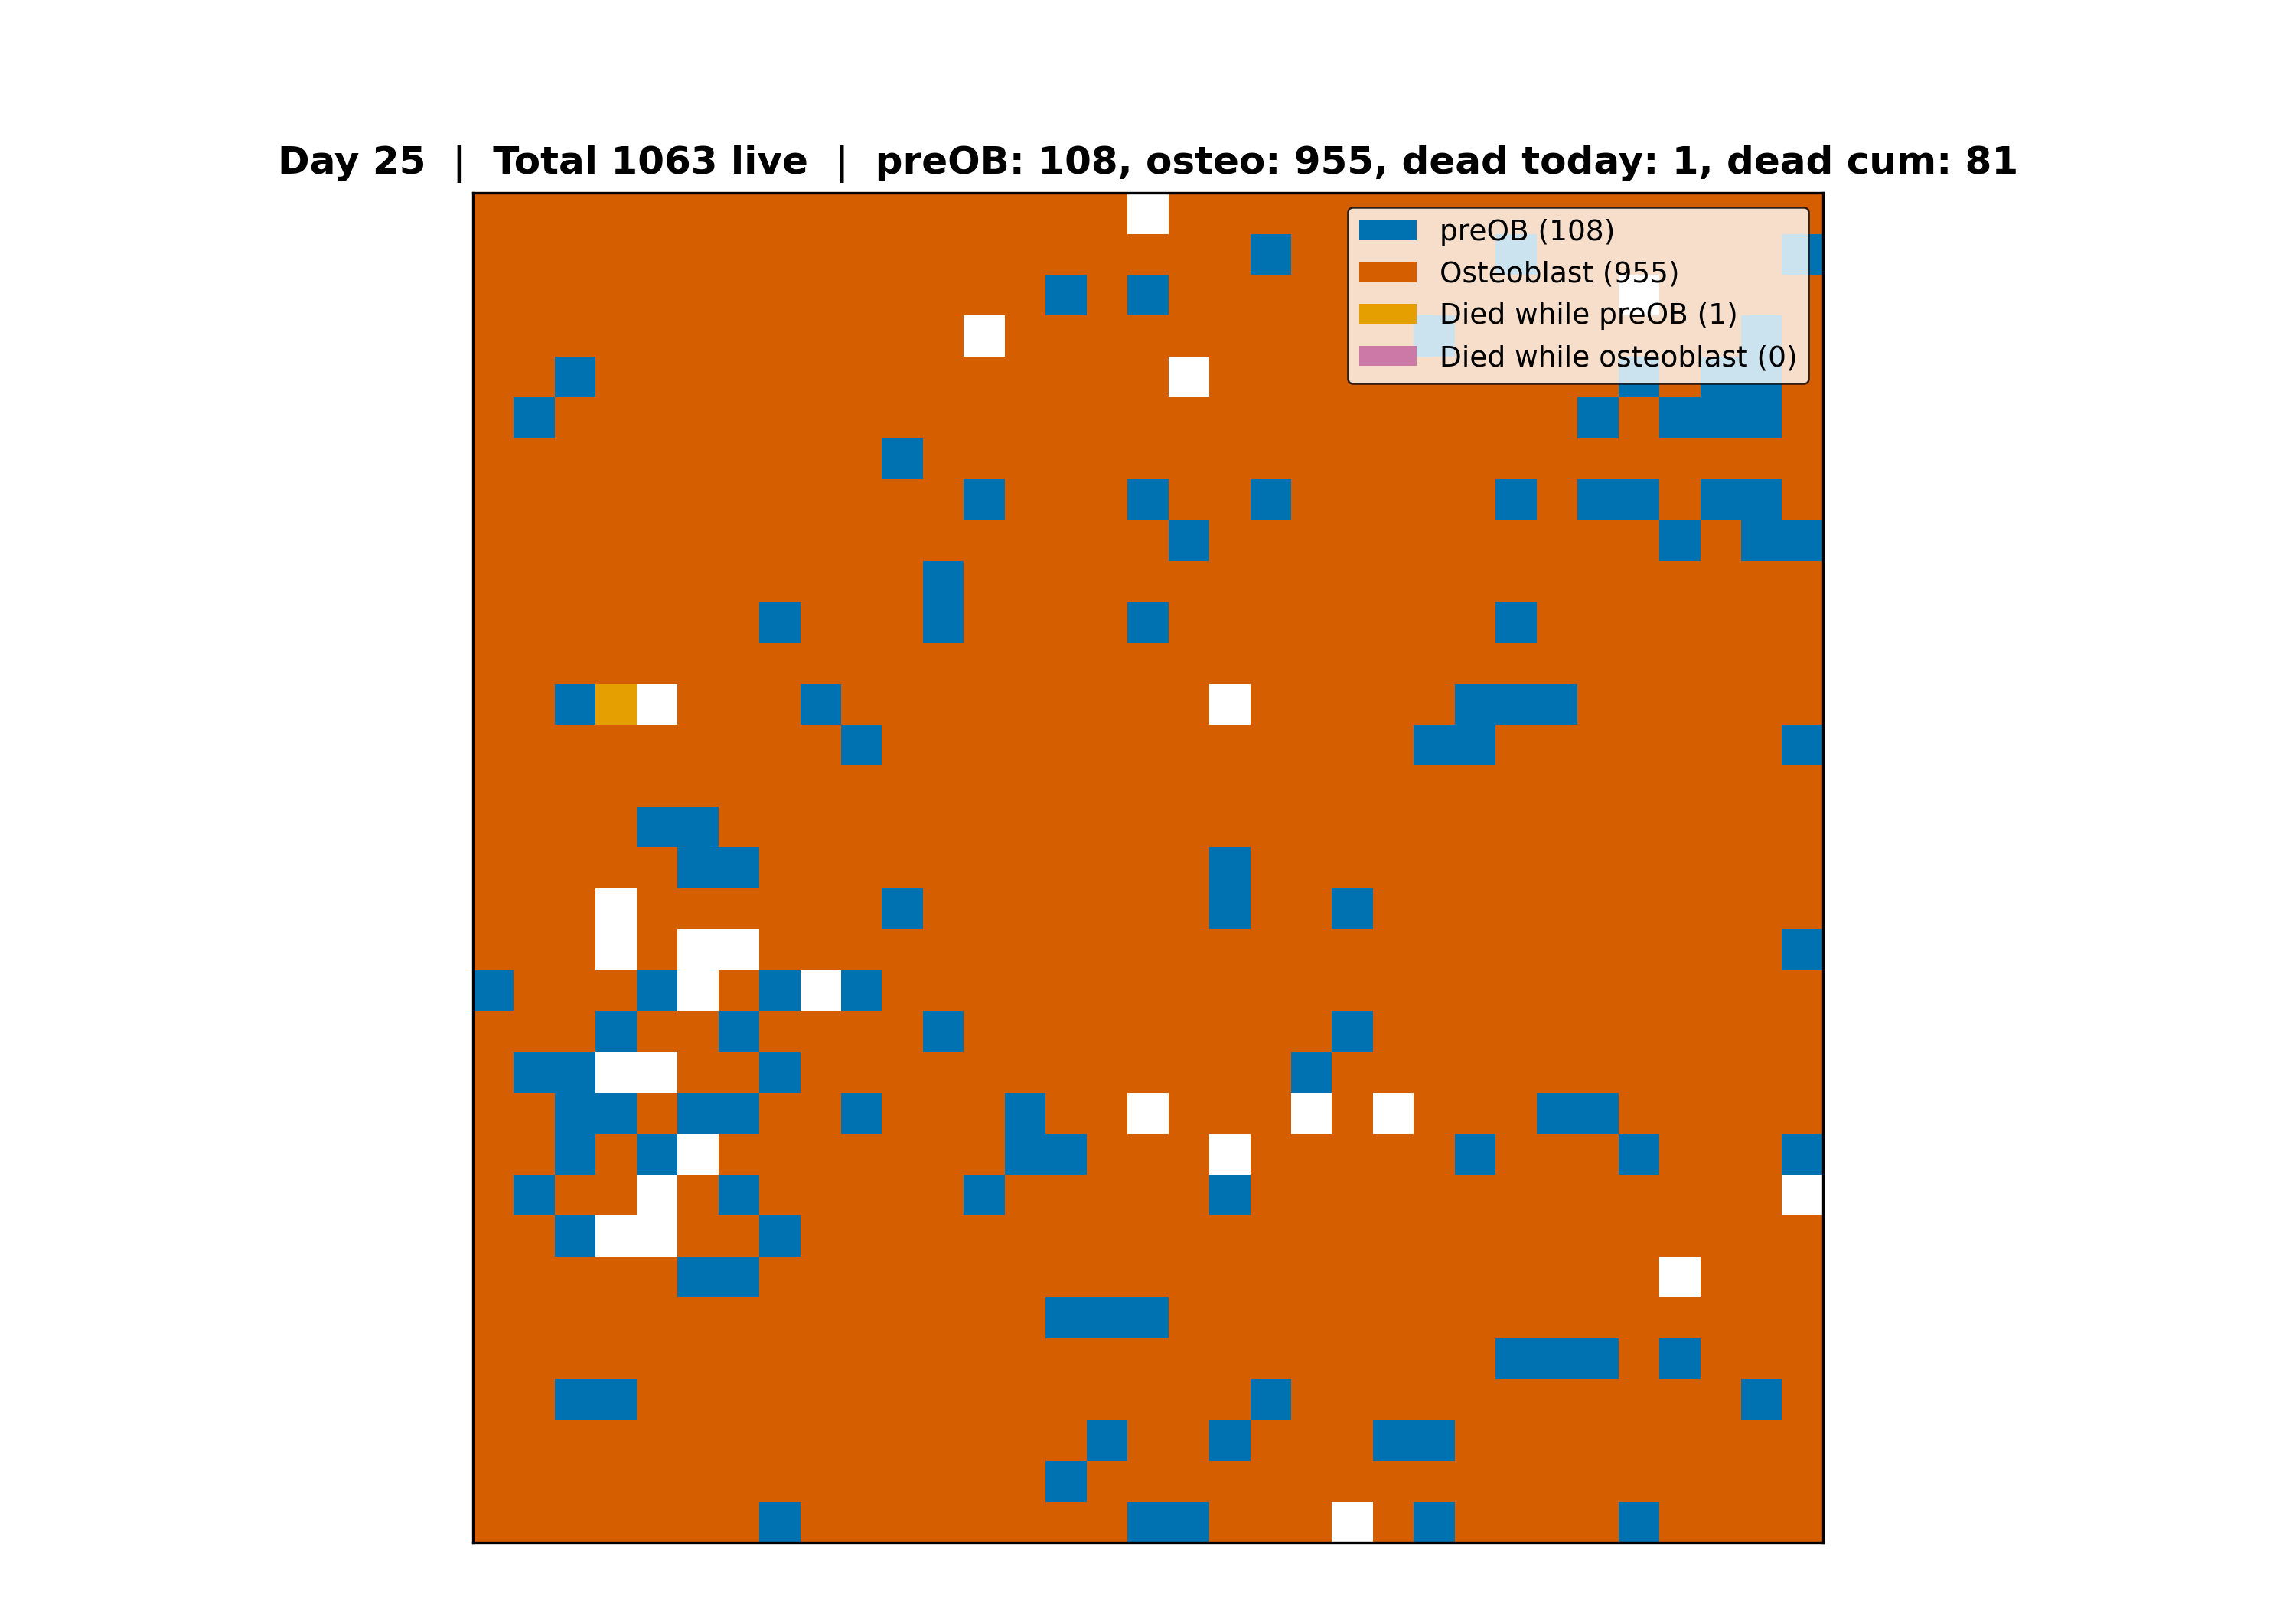 Day 25 | Total 1063 live | preOB: 108, osteo: 955, dead today: 1, dead cum: 81
preOB (108)
Osteoblast (955)
Died while preOB (1)
Died while osteoblast (0)